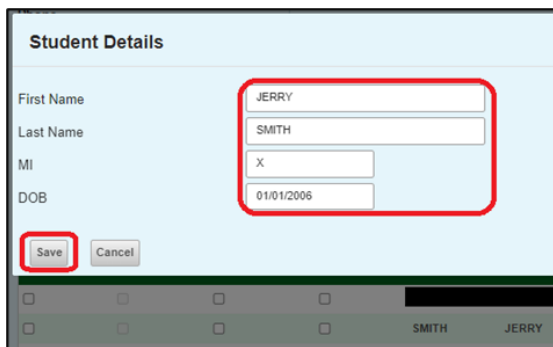 Student Details
First Name JERRY
Last Name SMITH
MI X
DOB 01/01/2006
Save Cancel
SMITH JERRY